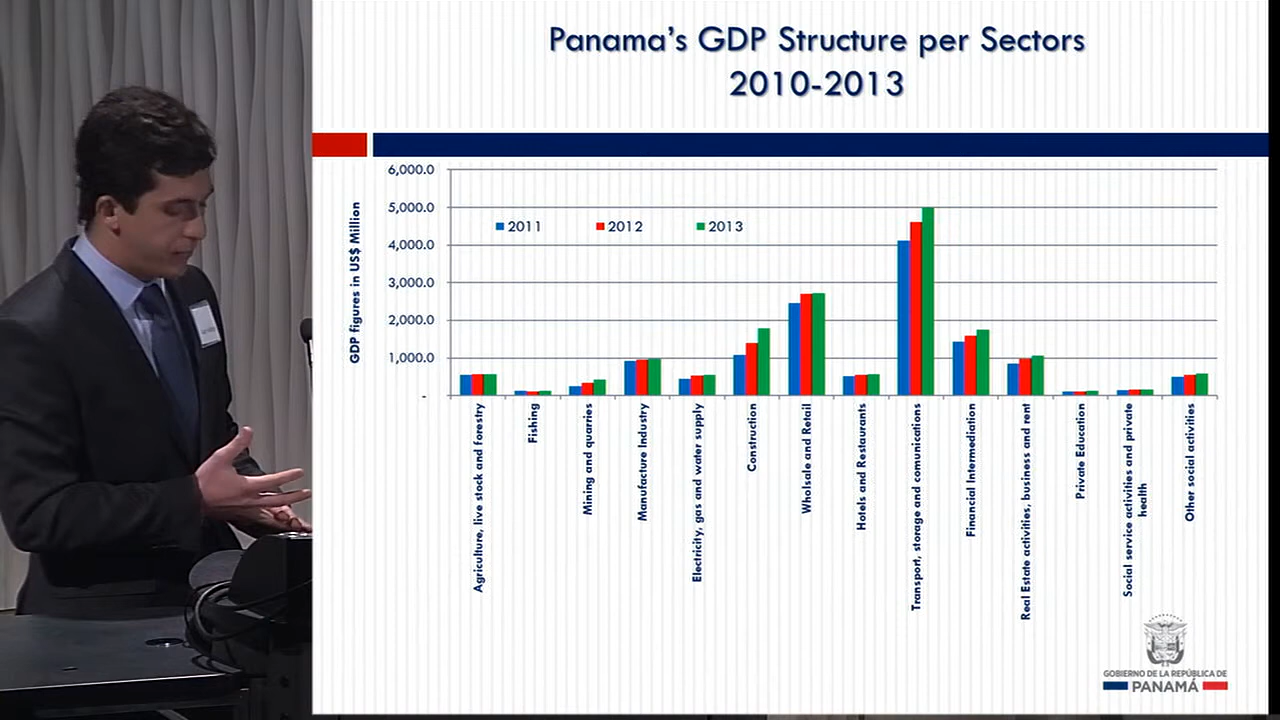 Panama's GDP Structure per Sectors
2010-2013
GDP figures in US$ Million
6,000.0
5,000.0
4,000.0
3,000.0
2,000.0
1,000.0
-
2011
2012
2013
Agriculture, live stock and forestry
Fishing
Mining and quarries
Manufacture Industry
Electricity, gas and water supply
Construction
Wholsale and Retail
Hotels and Restaurants
Transport, storage and comunications
Financial Intermediation
Real Estate activities, business and rent
Private Education
Social service activities and private
health
Other social activities
GOBIERNO DE LA REPÚBLICA DE
PANAMÁ